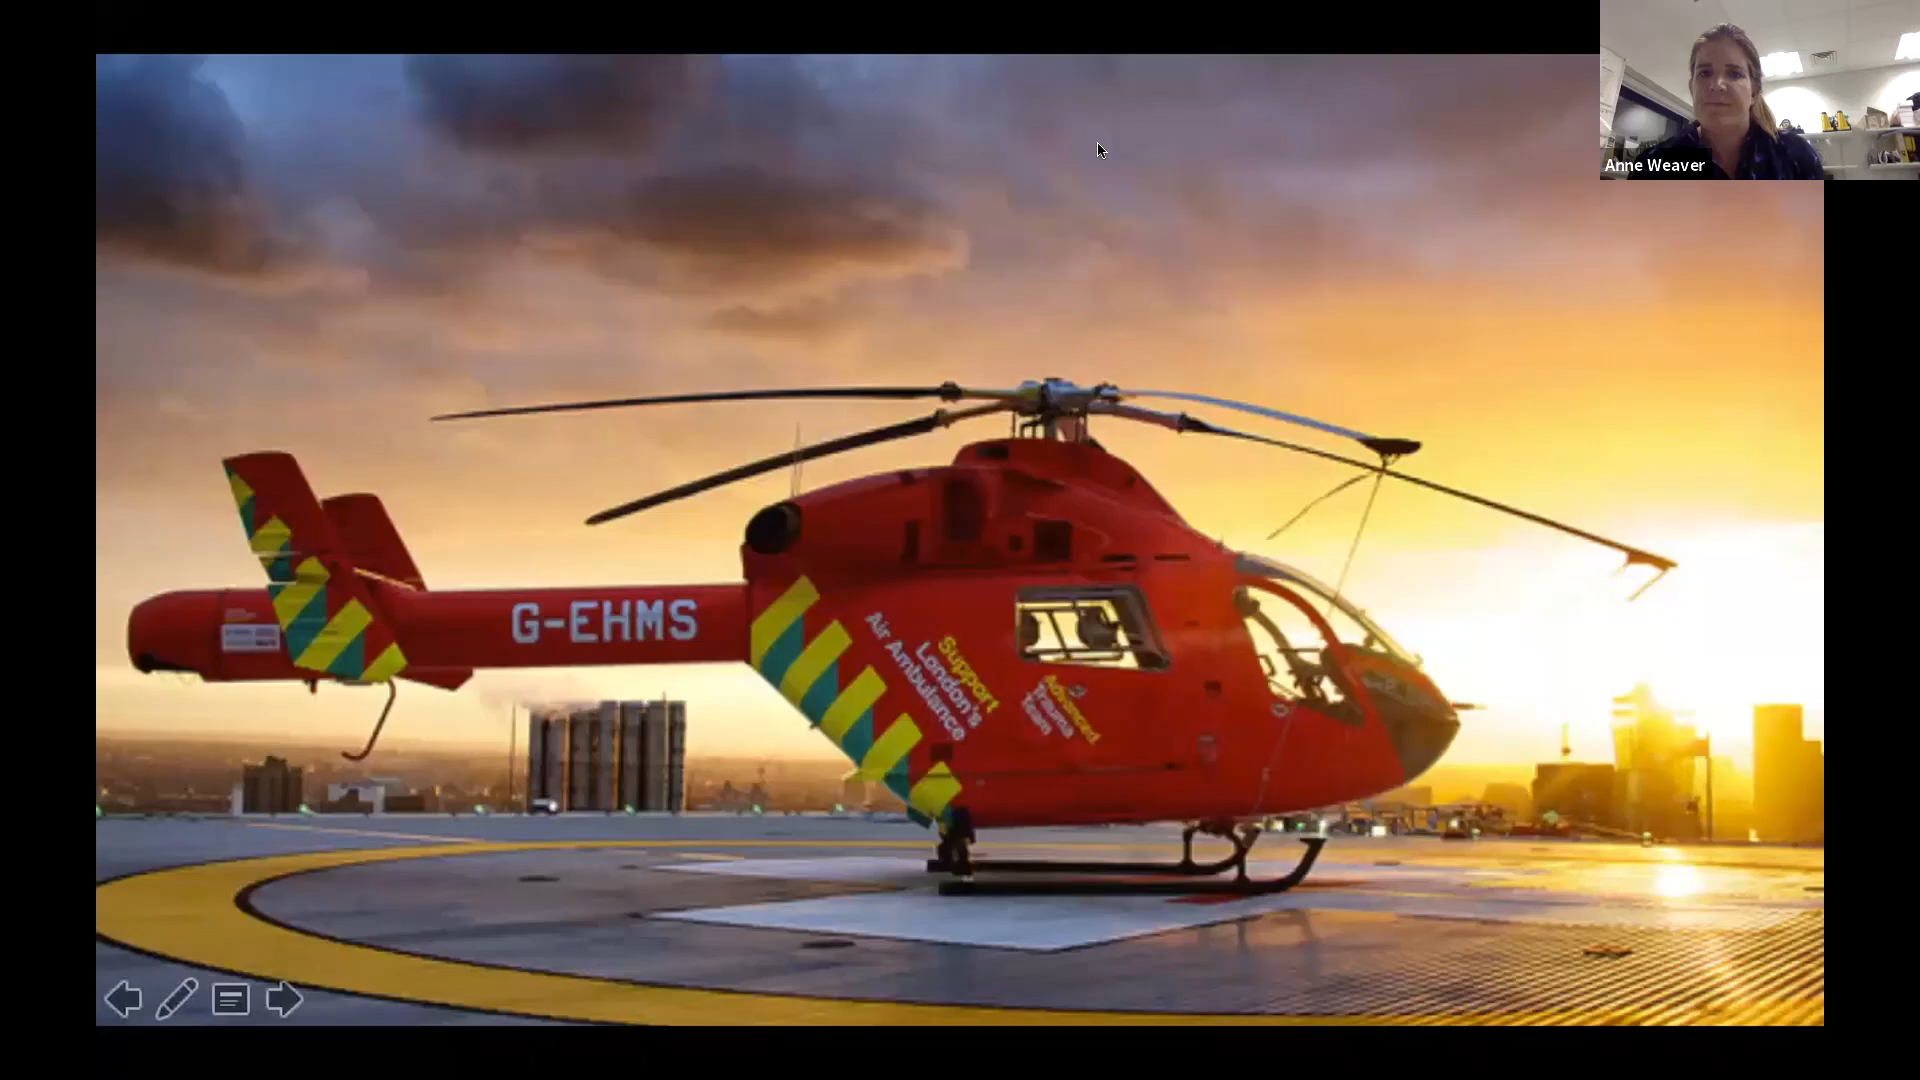 Anne Weaver
G-EHMS
Support
London's
Air Ambulance
Advanced
Trauma
Team